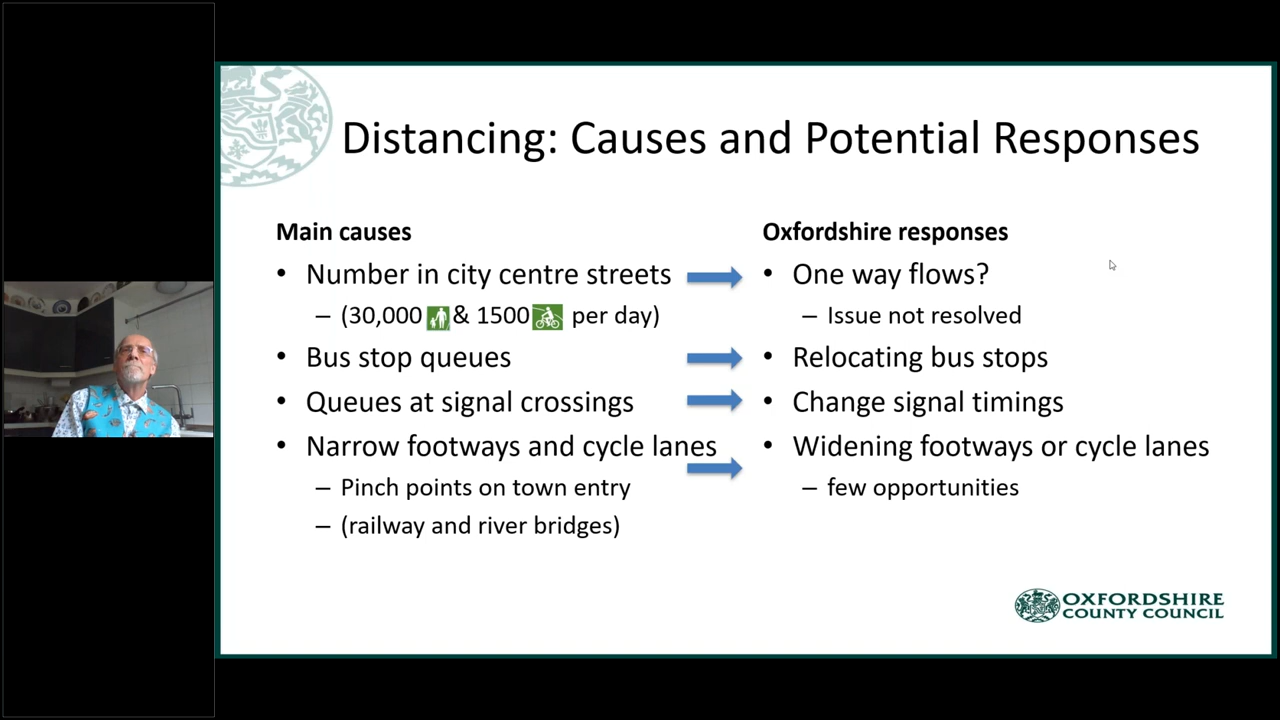 Distancing: Causes and Potential Responses
Main causes
• Number in city centre streets
– (30,000 & 1500 per day)
• Bus stop queues
• Queues at signal crossings
• Narrow footways and cycle lanes
– Pinch points on town entry
– (railway and river bridges)
Oxfordshire responses
• One way flows?
– Issue not resolved
• Relocating bus stops
• Change signal timings
• Widening footways or cycle lanes
– few opportunities
OXFORDSHIRE
COUNTY COUNCIL